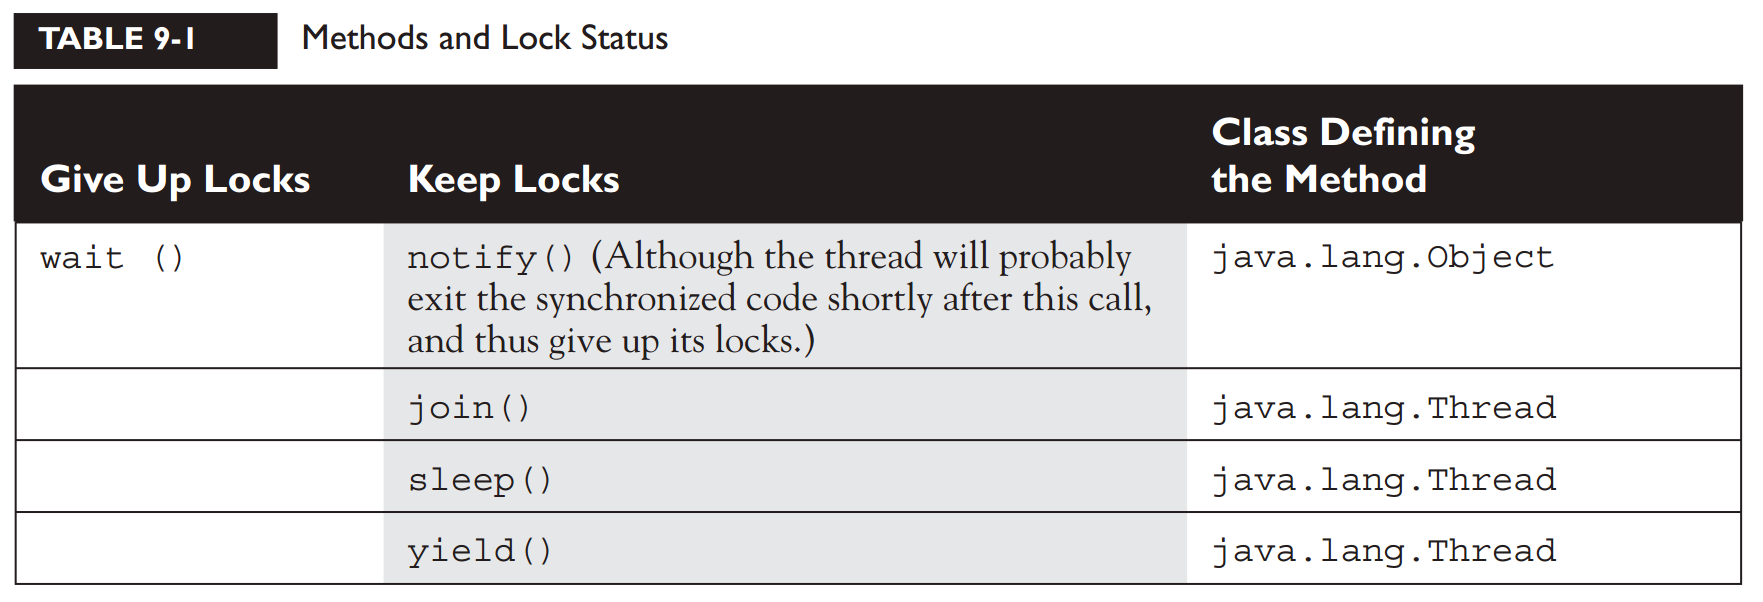 TABLE 9-1 Methods and Lock Status
Give Up Locks Keep Locks Class Defining
the Method
wait () notify() (Although the thread will probably java.lang.Object
exit the synchronized code shortly after this call,
and thus give up its locks.)
join() java.lang.Thread
sleep() java.lang.Thread
yield() java.lang.Thread